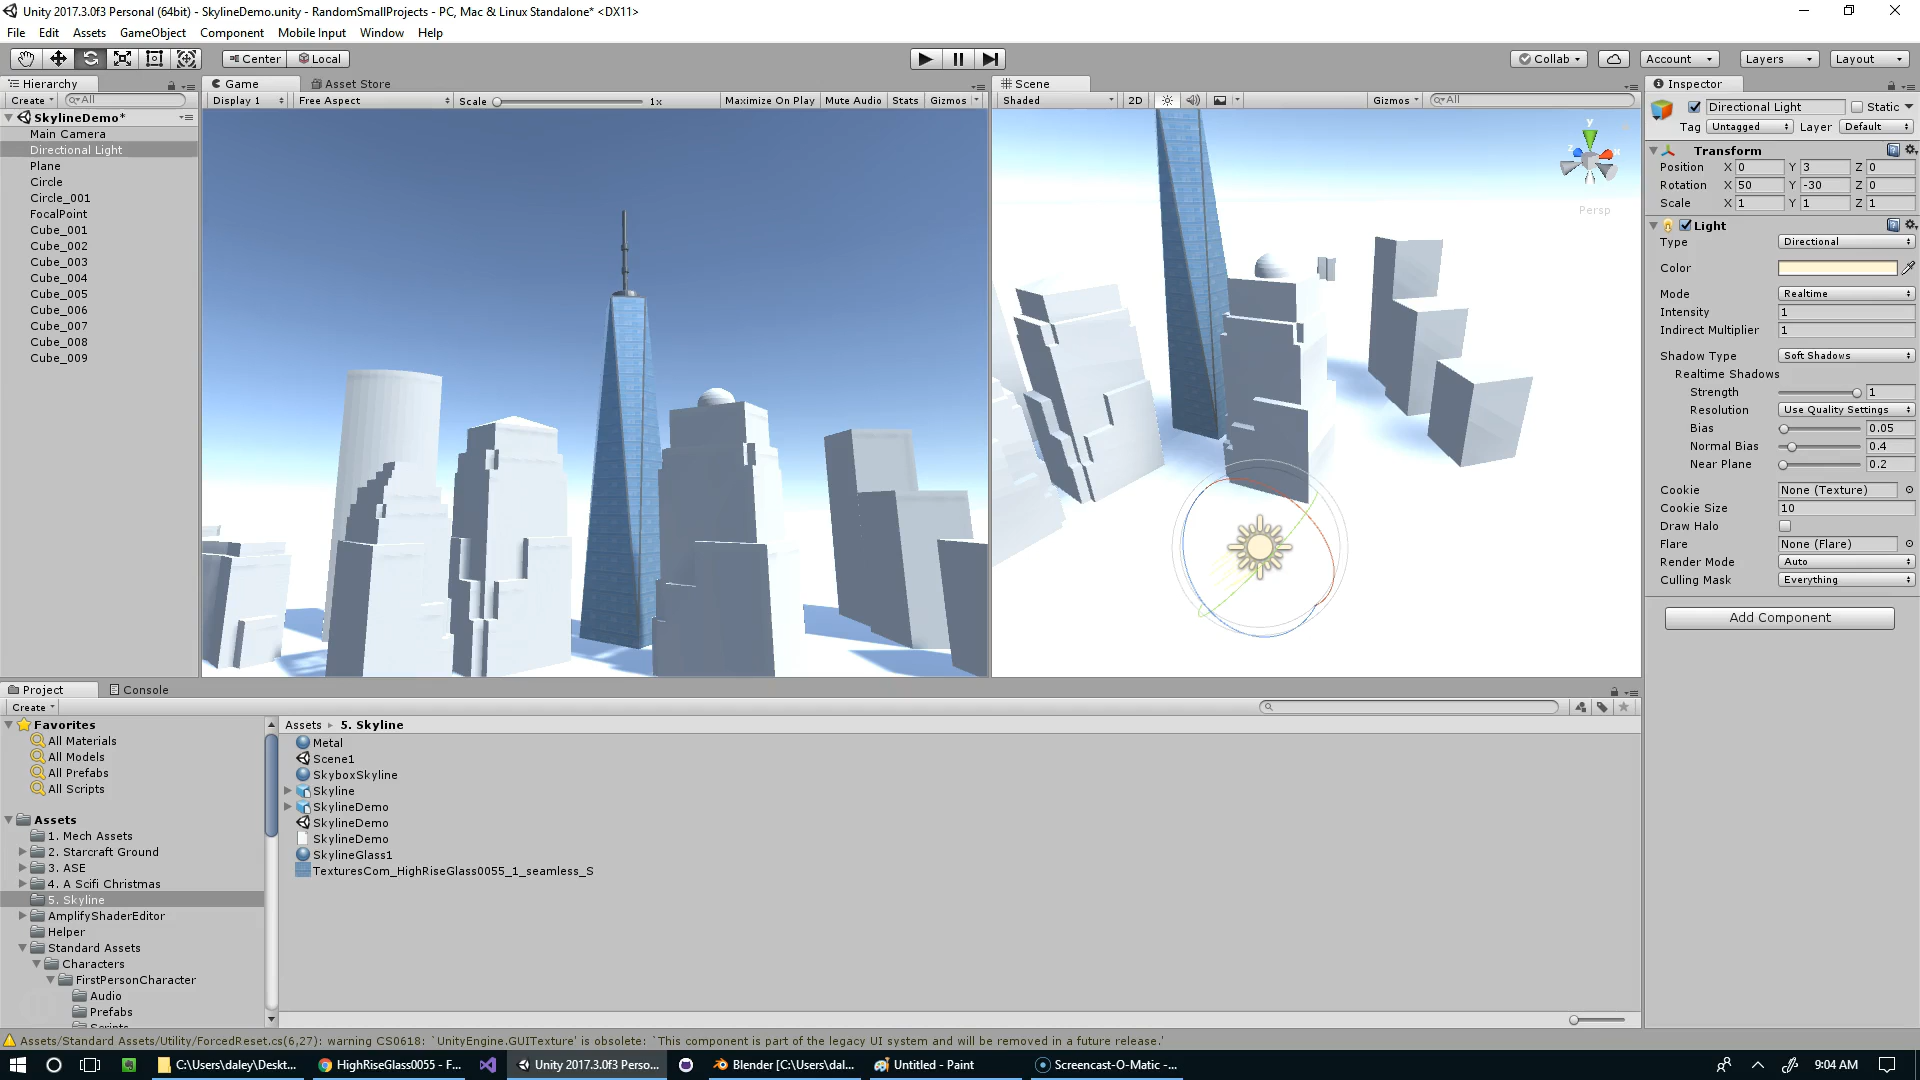 Unity 2017.3.0f3 Personal (64bit) - SkylineDemo.unity - RandomSmallProjects - PC, Mac & Linux Standalone* <DX11>
File Edit Assets GameObject Component Mobile Input Window Help
Center Local Collab Account Layers Layout
Hierarchy
Create All
SkylineDemo*
Main Camera
Directional Light
Plane
Circle
Circle_001
FocalPoint
Cube_001
Cube_002
Cube_003
Cube_004
Cube_005
Cube_006
Cube_007
Cube_008
Cube_009
Game Asset Store
Display 1 Free Aspect Scale 1x Maximize On Play Mute Audio Stats Gizmos
Scene
Shaded 2D Gizmos All
y
x
z
Persp
Inspector
Directional Light Static
Tag Untagged Layer Default
Transform
Position X 0 Y 3 Z 0
Rotation X 50 Y -30 Z 0
Scale X 1 Y 1 Z 1
Light
Type Directional
Color
Mode Realtime
Intensity 1
Indirect Multiplier 1
Shadow Type Soft Shadows
Realtime Shadows
Strength 1
Resolution Use Quality Settings
Bias 0.05
Normal Bias 0.4
Near Plane 0.2
Cookie None (Texture)
Cookie Size 10
Draw Halo
Flare None (Flare)
Render Mode Auto
Culling Mask Everything
Add Component
Project Console
Create
Favorites
All Materials
All Models
All Prefabs
All Scripts
Assets
1. Mech Assets
2. Starcraft Ground
3. ASE
4. A Scifi Christmas
5. Skyline
AmplifyShaderEditor
Helper
Standard Assets
Characters
FirstPersonCharacter
Audio
Prefabs
Scripts
Assets 5. Skyline
Metal
Scene1
SkyboxSkyline
Skyline
SkylineDemo
SkylineDemo
SkylineDemo
SkylineGlass1
TexturesCom_HighRiseGlass0055_1_seamless_S
Assets/Standard Assets/Utility/ForcedReset.cs(6,27): warning CS0618: `UnityEngine.GUITexture' is obsolete: `This component is part of the legacy UI system and will be removed in a future release.'
C:\Users\daley\Deskt... HighRiseGlass0055 - F... Unity 2017.3.0f3 Perso... Blender [C:\Users\dal... Untitled - Paint Screencast-O-Matic -... 9:04 AM